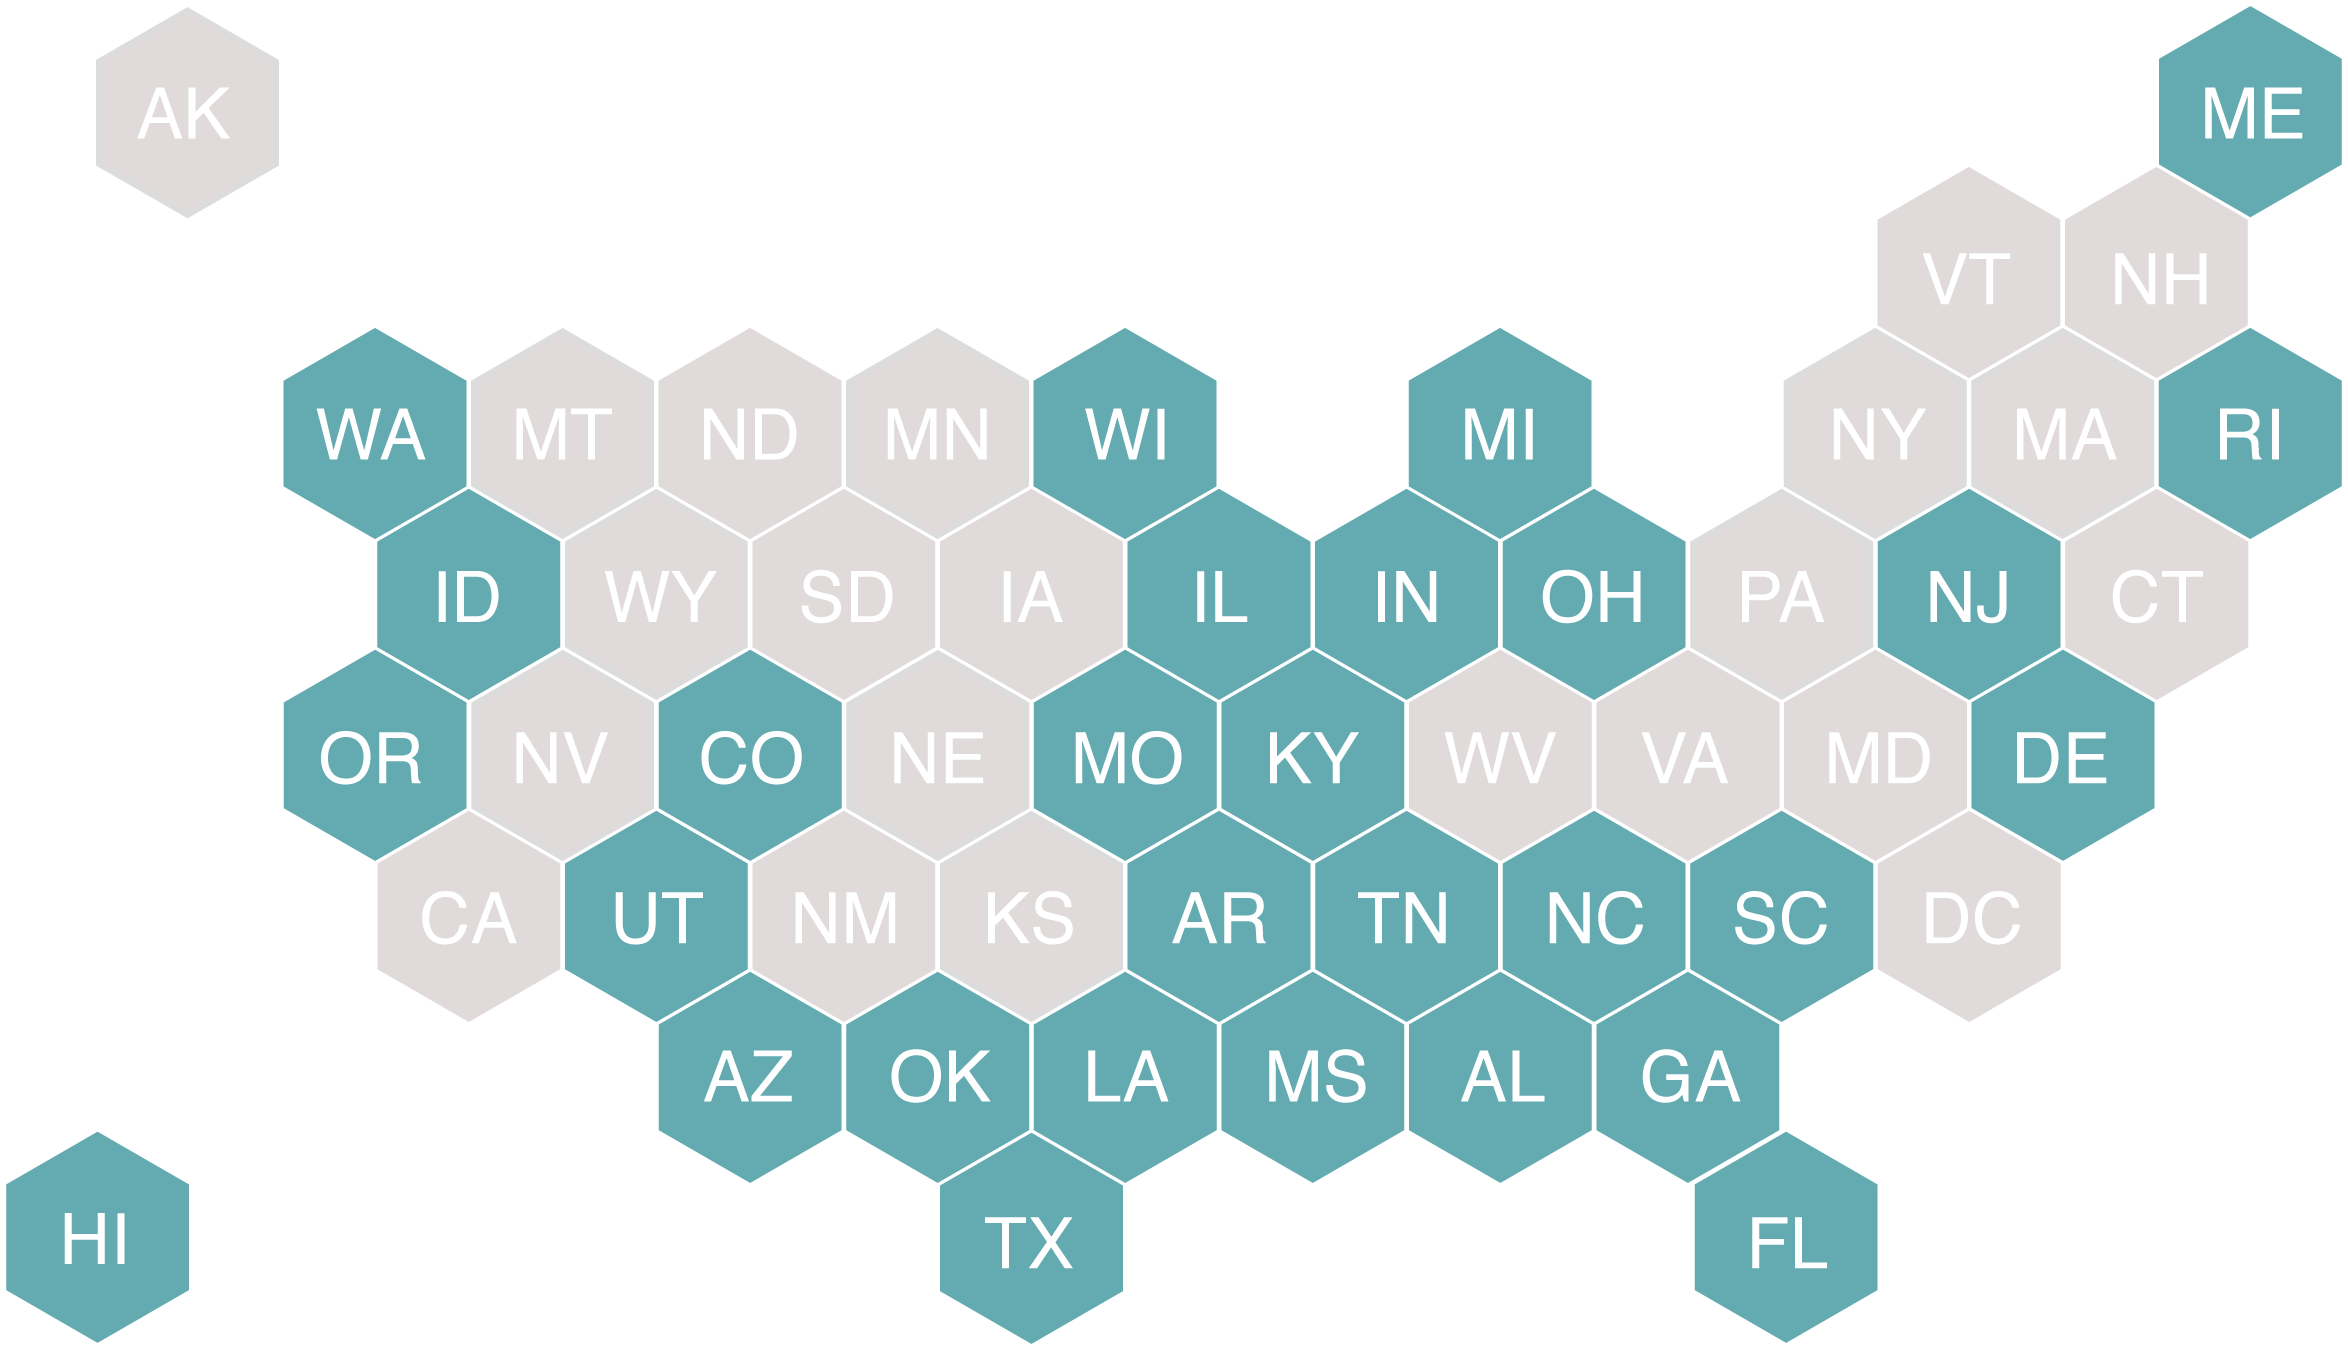 AK ME
VT NH
WA MT ND MN WI MI NY MA RI
ID WY SD IA IL IN OH PA NJ CT
OR NV CO NE MO KY WV VA MD DE
CA UT NM KS AR TN NC SC DC
AZ OK LA MS AL GA
HI TX FL